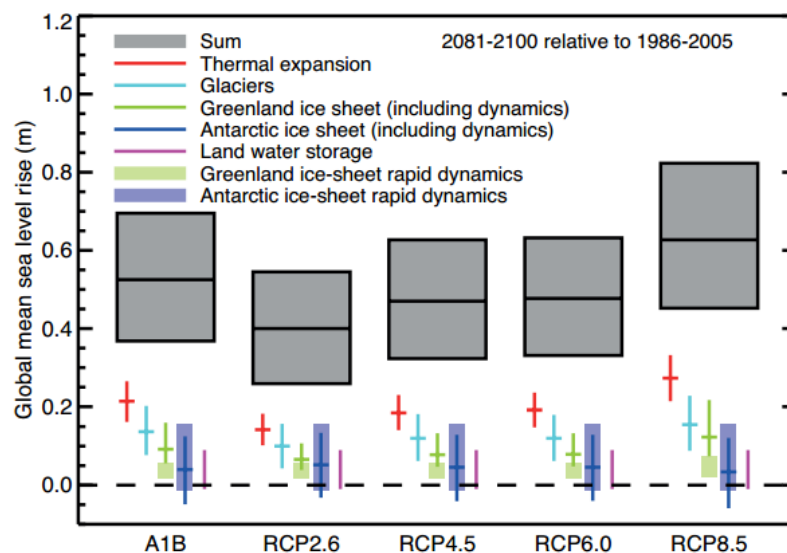 1.2
1.0
0.8
0.6
0.4
0.2
0.0
Global mean sea level rise (m)
2081-2100 relative to 1986-2005
Sum
Thermal expansion
Glaciers
Greenland ice sheet (including dynamics)
Antarctic ice sheet (including dynamics)
Land water storage
Greenland ice-sheet rapid dynamics
Antarctic ice-sheet rapid dynamics
A1B RCP2.6 RCP4.5 RCP6.0 RCP8.5